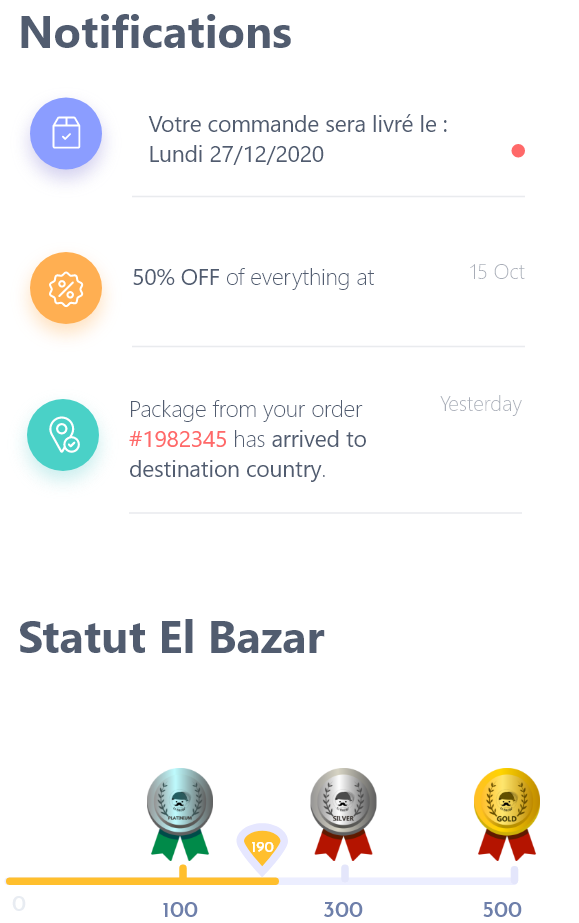 Notifications
Votre commande sera livré le :
Lundi 27/12/2020
50% OFF of everything at
15 Oct
Package from your order
Yesterday
#1982345 has arrived to
destination country.
Statut El Bazar
PLATINIUM
SILVER
GOLD
190
0
100
300
500